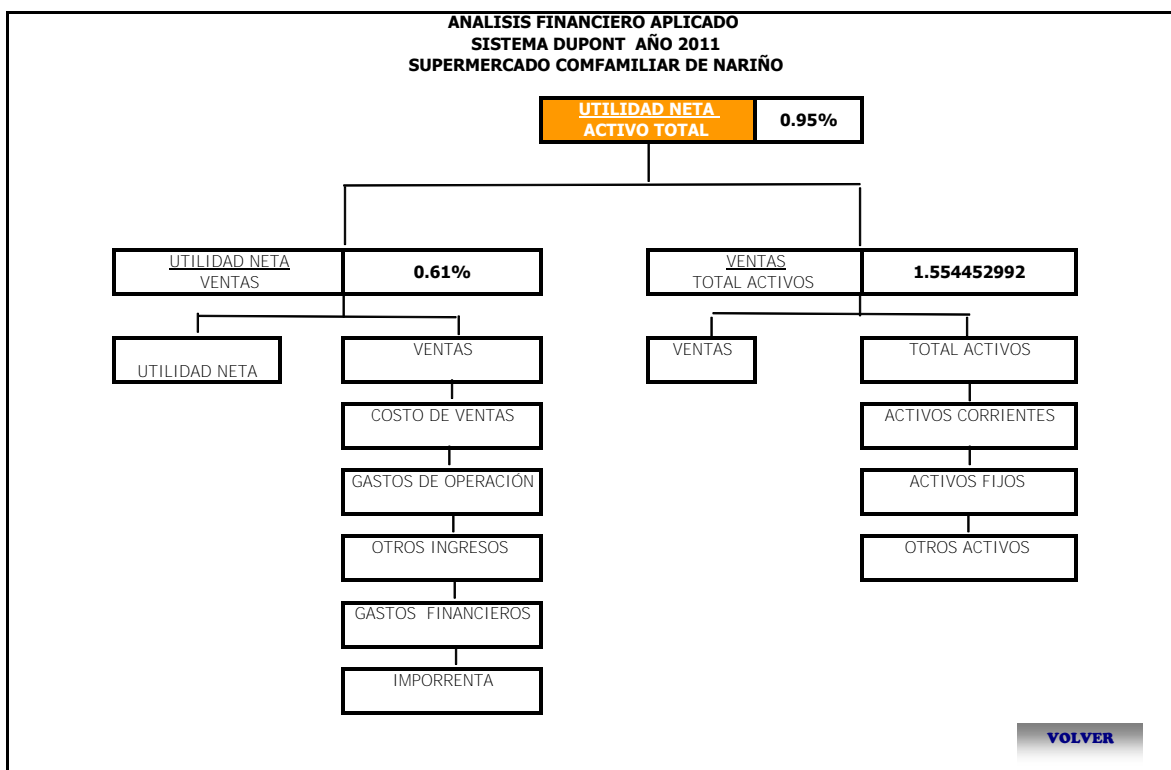 ANALISIS FINANCIERO APLICADO
SISTEMA DUPONT AÑO 2011
SUPERMERCADO COMFAMILIAR DE NARIÑO
UTILIDAD NETA
ACTIVO TOTAL
0.95%
UTILIDAD NETA
VENTAS
0.61%
VENTAS
TOTAL ACTIVOS
1.554452992
UTILIDAD NETA
VENTAS
VENTAS
TOTAL ACTIVOS
COSTO DE VENTAS
ACTIVOS CORRIENTES
GASTOS DE OPERACIÓN
ACTIVOS FIJOS
OTROS INGRESOS
OTROS ACTIVOS
GASTOS FINANCIEROS
IMPORRENTA
VOLVER